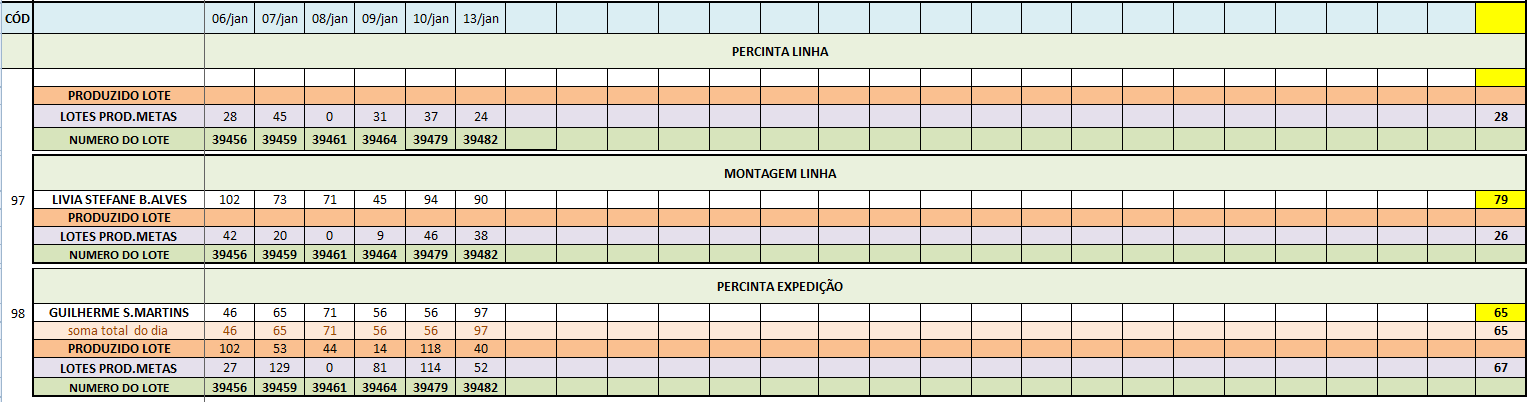 CÓD 06/jan 07/jan 08/jan 09/jan 10/jan 13/jan
PERCINTA LINHA
PRODUZIDO LOTE
LOTES PROD.METAS 28 45 0 31 37 24 28
NUMERO DO LOTE 39456 39459 39461 39464 39479 39482
MONTAGEM LINHA
97 LIVIA STEFANE B.ALVES 102 73 71 45 94 90 79
PRODUZIDO LOTE
LOTES PROD.METAS 42 20 0 9 46 38 26
NUMERO DO LOTE 39456 39459 39461 39464 39479 39482
PERCINTA EXPEDIÇÃO
98 GUILHERME S.MARTINS 46 65 71 56 56 97 65
soma total do dia 46 65 71 56 56 97 65
PRODUZIDO LOTE 102 53 44 14 118 40
LOTES PROD.METAS 27 129 0 81 114 52 67
NUMERO DO LOTE 39456 39459 39461 39464 39479 39482